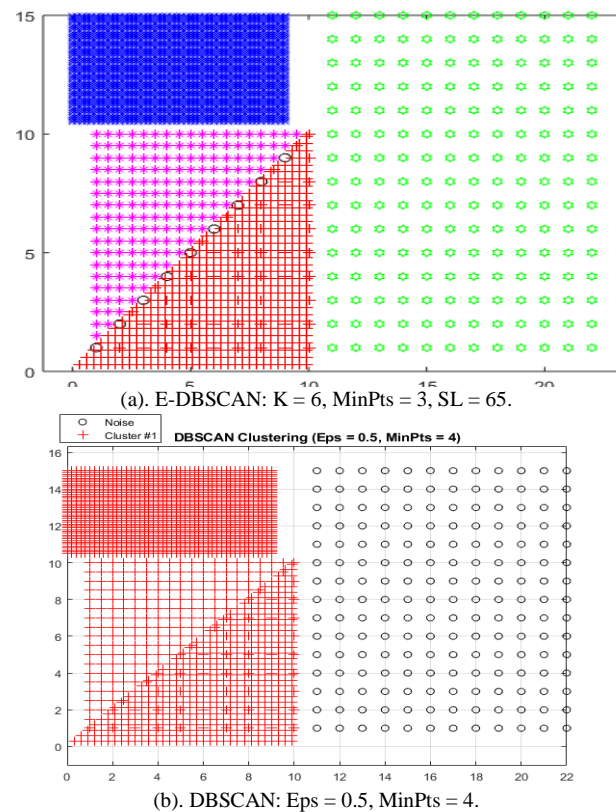 15
10
5
0
0 5 10 15 20
(a). E-DBSCAN: K = 6, MinPts = 3, SL = 65.
Noise
Cluster #1
DBSCAN Clustering (Eps = 0.5, MinPts = 4)
16
14
12
10
8
6
4
2
0
0 2 4 6 8 10 12 14 16 18 20 22
(b). DBSCAN: Eps = 0.5, MinPts = 4.